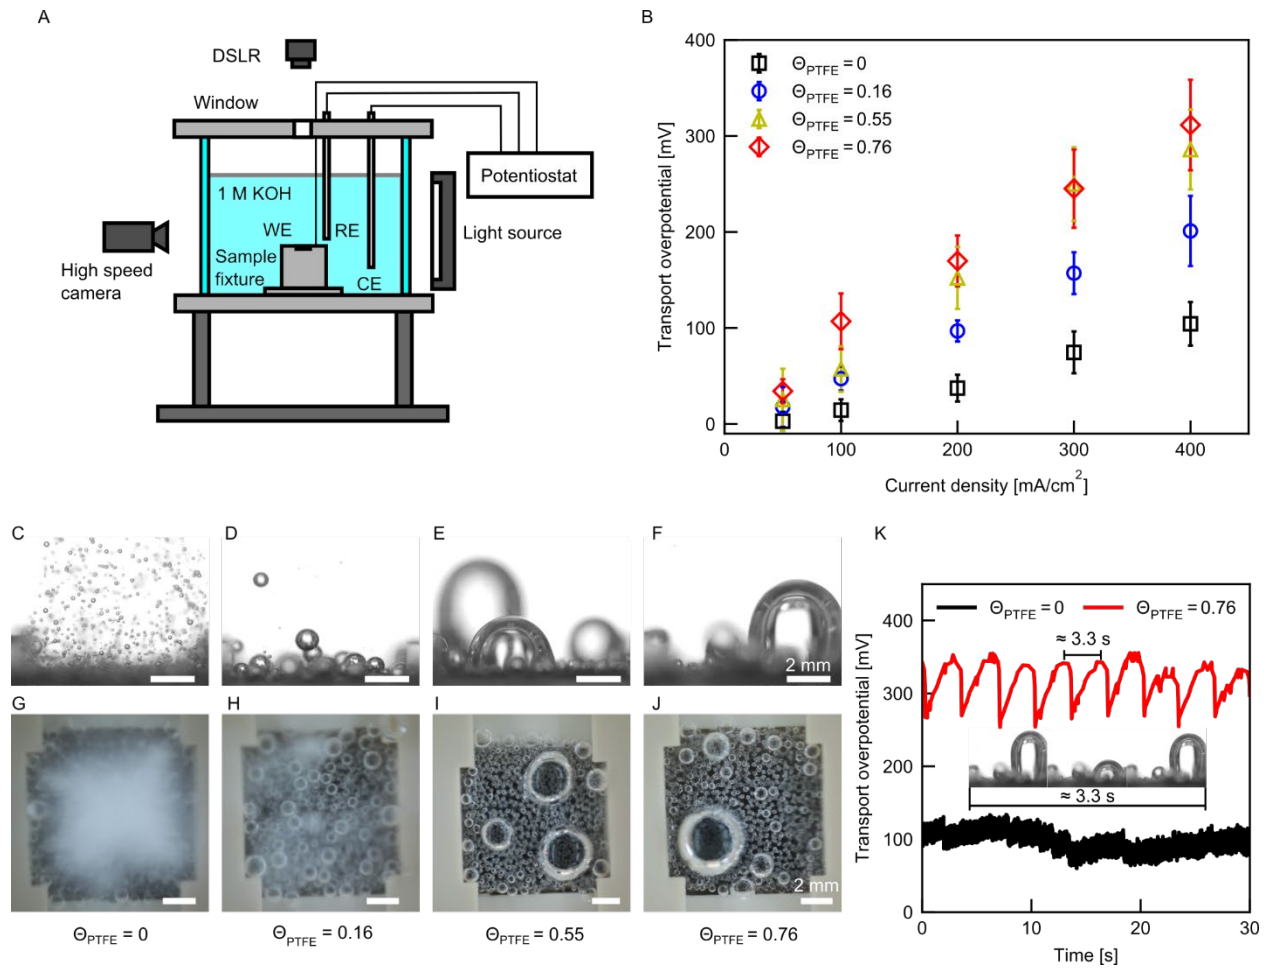 A
DSLR
Window
1 M KOH
WE
RE
Sample
fixture
CE
Potentiostat
Light source
High speed
camera
B
Transport overpotential [mV]
400
300
200
100
0
ΘPTFE = 0
ΘPTFE = 0.16
ΘPTFE = 0.55
ΘPTFE = 0.76
0
100
200
300
400
Current density [mA/cm²]
C
D
E
F
2 mm
G
H
I
J
2 mm
ΘPTFE = 0
ΘPTFE = 0.16
ΘPTFE = 0.55
ΘPTFE = 0.76
K
Transport overpotential [mV]
500
400
300
200
100
0
ΘPTFE = 0
ΘPTFE = 0.76
≈ 3.3 s
≈ 3.3 s
0
10
20
30
Time [s]